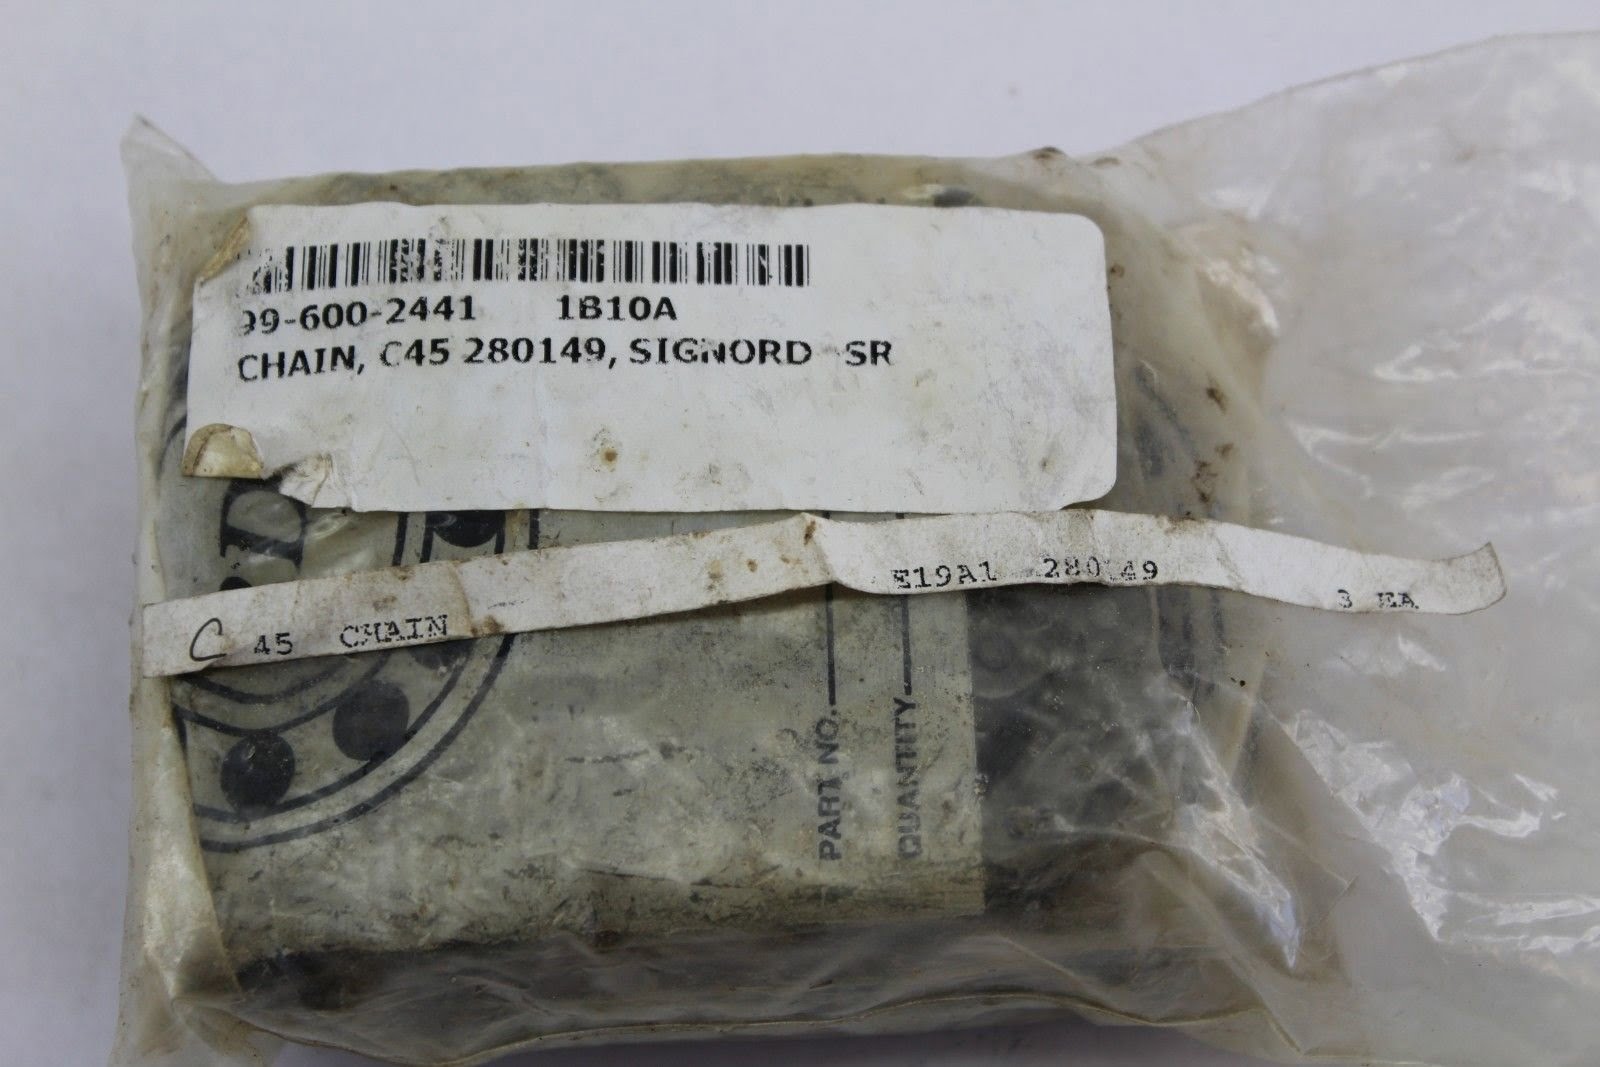 99-600-2441 1B10A
CHAIN, C45 280149, SIGNORD SR
C 45 CHAIN E19A1 280149 3 EA
PART NO.
QUANTITY